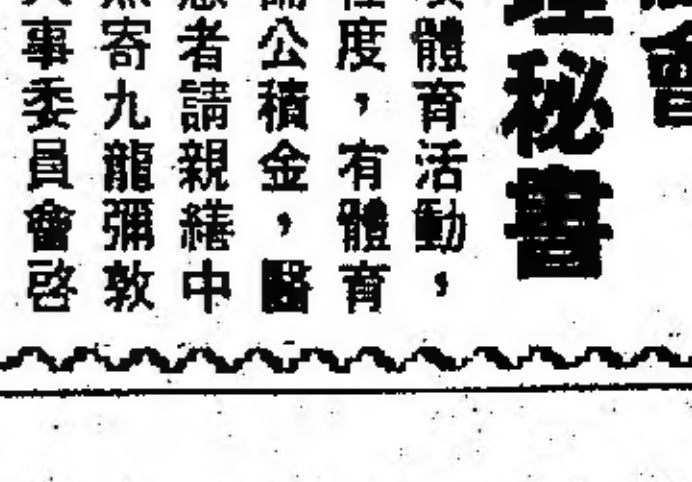 會
理秘書
體育活動，
度，有體育
公積金，醫
者請親繕中
寄九龍彌敦
事委員會啓